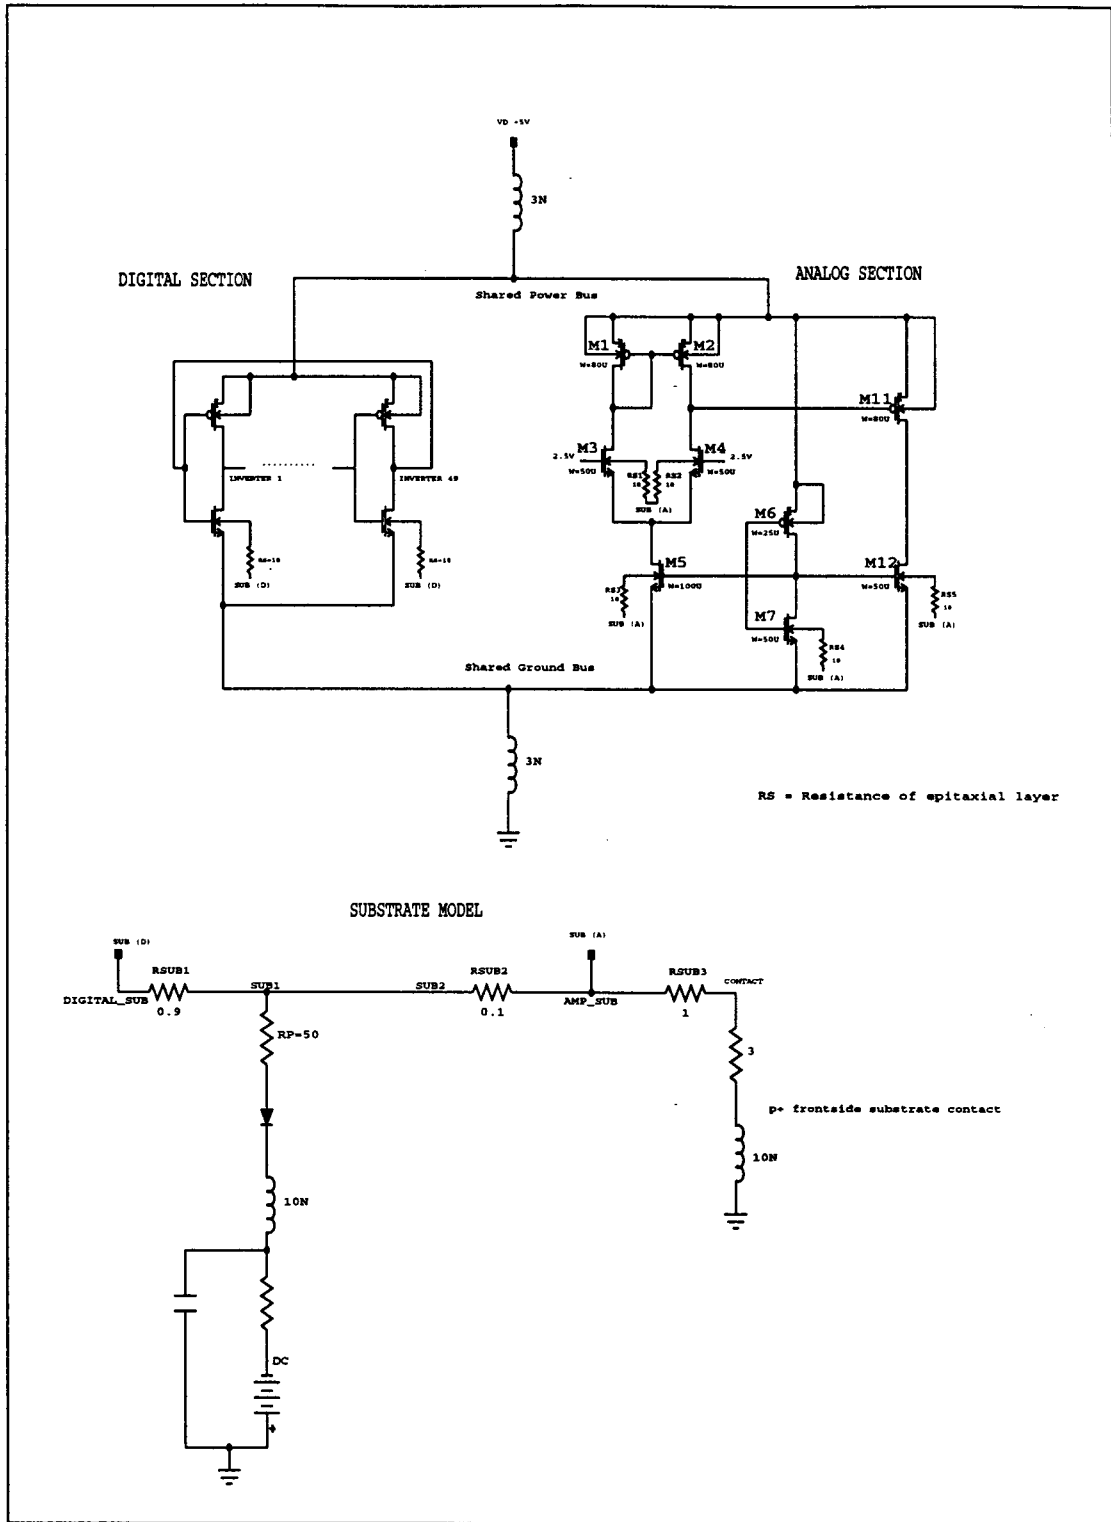 VD =5V
3N
DIGITAL SECTION
ANALOG SECTION
Shared Power Bus
M1
M2
W=80U
W=80U
M11
W=80U
M3
M4
2.5V
2.5V
W=50U
W=50U
RS1
10
RS2
10
SUB (A)
INVERTER 1
INVERTER 49
M6
W=25U
SUB (D)
SUB (D)
M5
W=100U
RS3
10
SUB (A)
M12
W=50U
RS5
10
SUB (A)
M7
W=50U
RS4
10
SUB (A)
Shared Ground Bus
3N
RS = Resistance of epitaxial layer
SUBSTRATE MODEL
SUB (D)
SUB (A)
RSUB1
RSUB2
RSUB3
CONTACT
DIGITAL_SUB
SUB1
SUB2
AMP_SUB
0.9
0.1
1
RP=50
3
p+ frontside substrate contact
10N
10N
DC
+